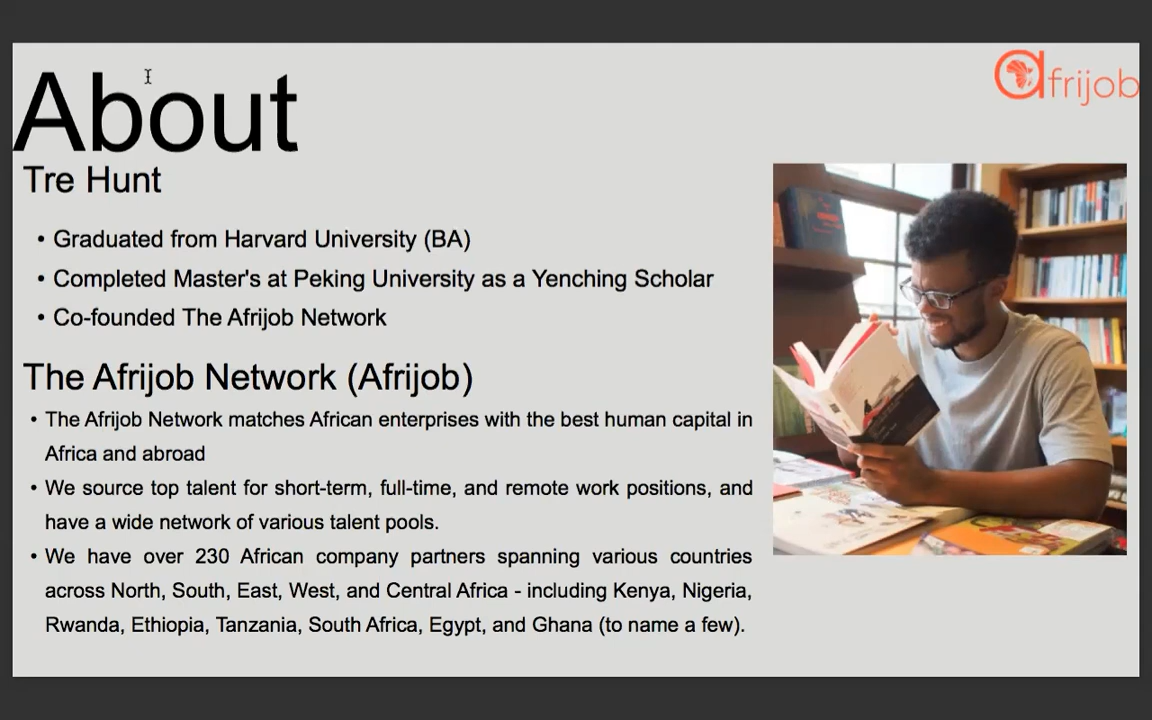 About
afrijob
Tre Hunt
• Graduated from Harvard University (BA)
• Completed Master's at Peking University as a Yenching Scholar
• Co-founded The Afrijob Network
The Afrijob Network (Afrijob)
• The Afrijob Network matches African enterprises with the best human capital in
Africa and abroad
• We source top talent for short-term, full-time, and remote work positions, and
have a wide network of various talent pools.
• We have over 230 African company partners spanning various countries
across North, South, East, West, and Central Africa - including Kenya, Nigeria,
Rwanda, Ethiopia, Tanzania, South Africa, Egypt, and Ghana (to name a few).